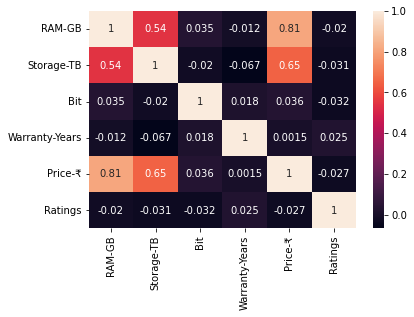 RAM-GB 1 0.54 0.035 -0.012 0.81 -0.02
Storage-TB 0.54 1 -0.02 -0.067 0.65 -0.031
Bit 0.035 -0.02 1 0.018 0.036 -0.032
Warranty-Years -0.012 -0.067 0.018 1 0.0015 0.025
Price-₹ 0.81 0.65 0.036 0.0015 1 -0.027
Ratings -0.02 -0.031 -0.032 0.025 -0.027 1
RAM-GB Storage-TB Bit Warranty-Years Price-₹ Ratings
1.0
0.8
0.6
0.4
0.2
0.0